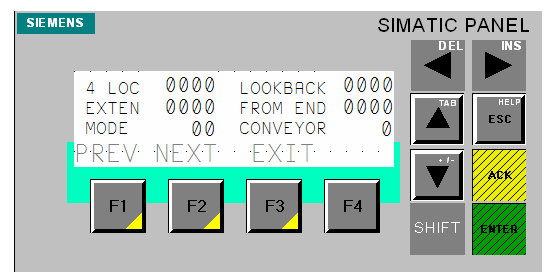 SIEMENS SIMATIC PANEL
DEL INS
4 LOC 0000 LOOKBACK 0000
EXTEN 0000 FROM END 0000
MODE 00 CONVEYOR 0
PREV NEXT EXIT
TAB HELP
ESC
+/-
ACK
F1 F2 F3 F4
SHIFT ENTER